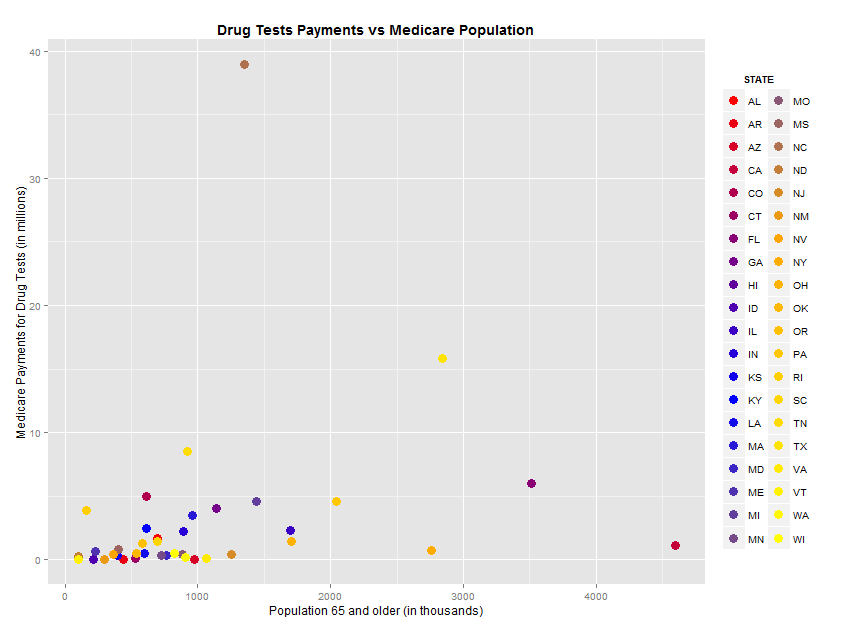 Drug Tests Payments vs Medicare Population
Medicare Payments for Drug Tests (in millions)
40
30
20
10
0
0 1000 2000 3000 4000
Population 65 and older (in thousands)
STATE
AL MO
AR MS
AZ NC
CA ND
CO NJ
CT NM
FL NV
GA NY
HI OH
ID OK
IL OR
IN PA
KS RI
KY SC
LA TN
MA TX
MD VA
ME VT
MI WA
MN WI